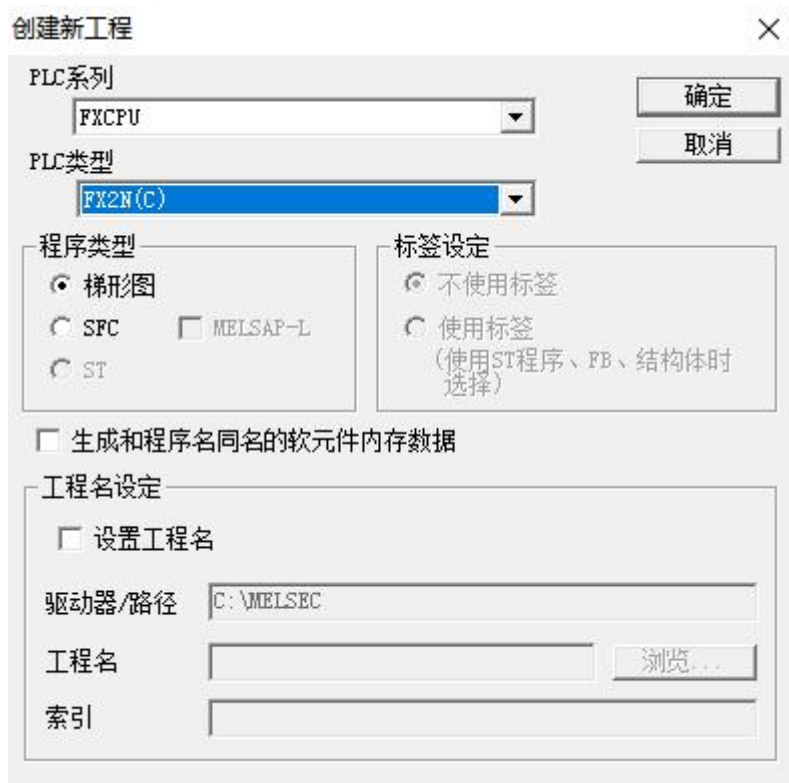 创建新工程
PLC系列
FXCPU
确定
取消
PLC类型
FX2N(C)
程序类型
梯形图
SFC
MELSAP-L
ST
标签设定
不使用标签
使用标签
(使用ST程序、FB、结构体时
选择)
生成和程序名同名的软元件内存数据
工程名设定
设置工程名
驱动器/路径
C:\MELSEC
工程名
浏览...
索引